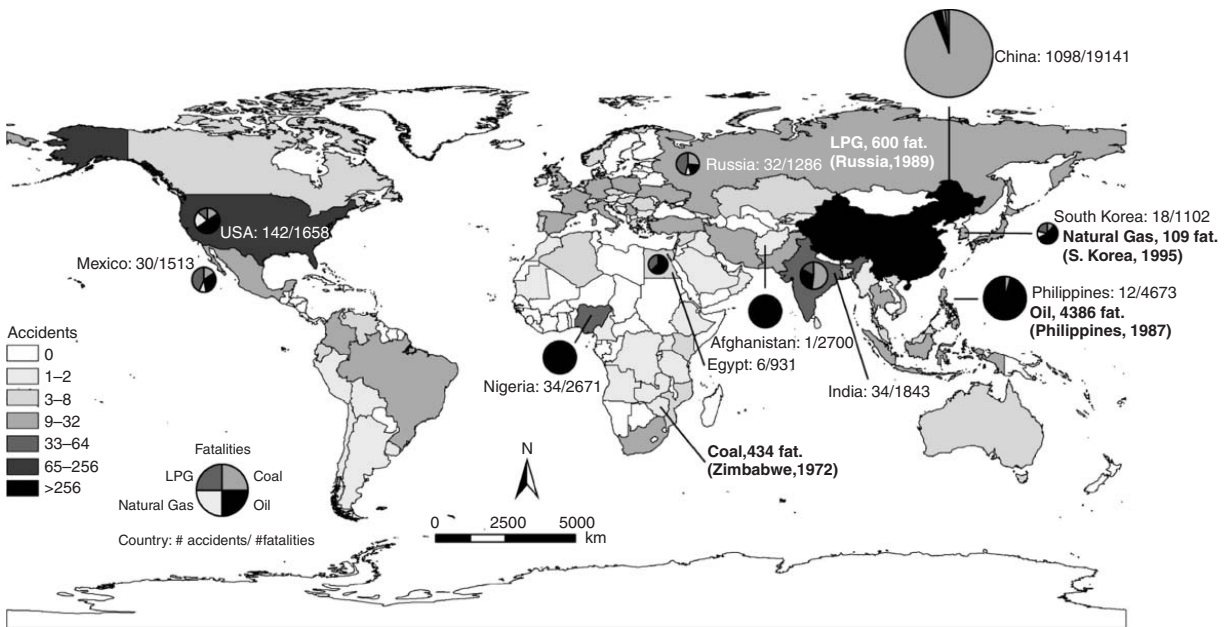 China: 1098/19141
LPG, 600 fat.
(Russia,1989)
Russia: 32/1286
South Korea: 18/1102
Natural Gas, 109 fat.
(S. Korea, 1995)
USA: 142/1658
Mexico: 30/1513
Philippines: 12/4673
Oil, 4386 fat.
(Philippines, 1987)
Afghanistan: 1/2700
Egypt: 6/931
Nigeria: 34/2671
India: 34/1843
Coal,434 fat.
(Zimbabwe,1972)
Accidents
0
1–2
3–8
9–32
33–64
65–256
>256
Fatalities
LPG Coal
Natural Gas Oil
Country: # accidents/ #fatalities
N
0 2500 5000
km